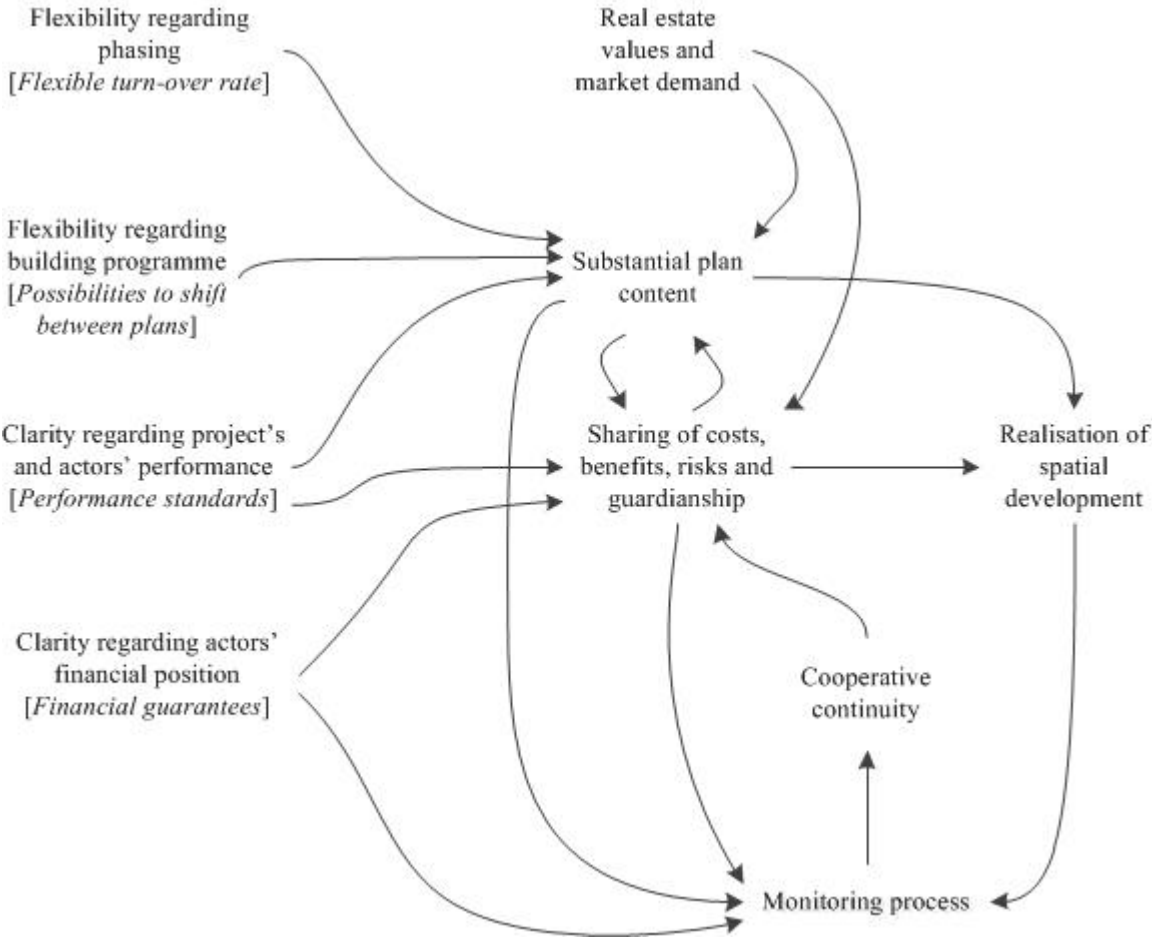 Flexibility regarding
phasing
[Flexible turn-over rate]
Real estate
values and
market demand
Flexibility regarding
building programme
[Possibilities to shift
between plans]
Substantial plan
content
Clarity regarding project's
and actors' performance
[Performance standards]
Sharing of costs,
benefits, risks and
guardianship
Realisation of
spatial
development
Clarity regarding actors'
financial position
[Financial guarantees]
Cooperative
continuity
Monitoring process